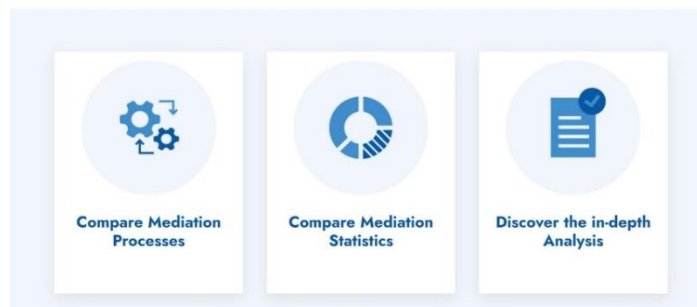 Compare Mediation
Processes
Compare Mediation
Statistics
Discover the in-depth
Analysis